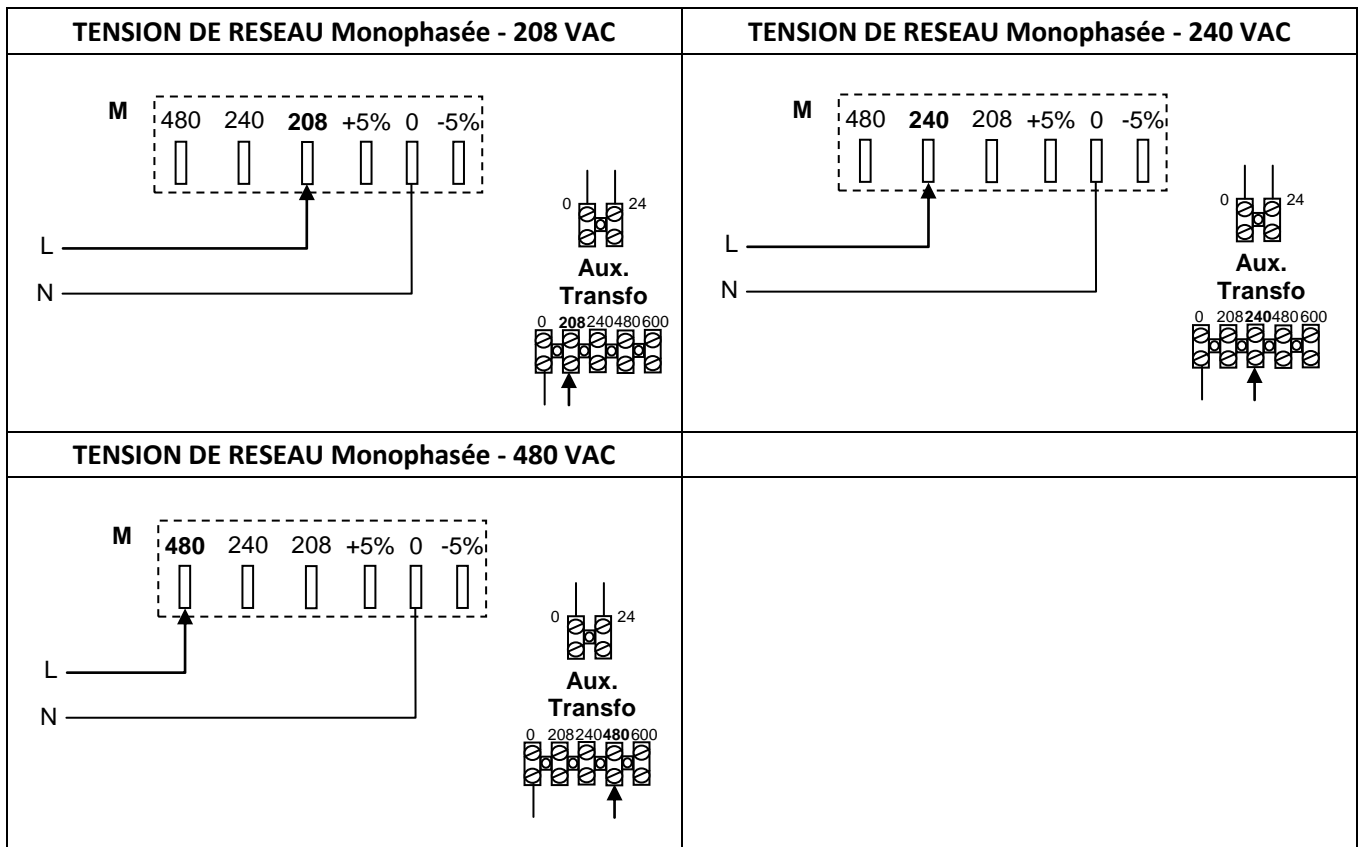 TENSION DE RESEAU Monophasée - 208 VAC
M
480 240 208 +5% 0 -5%
L
N
0 24
Aux.
Transfo
0 208 240 480 600
TENSION DE RESEAU Monophasée - 240 VAC
M
480 240 208 +5% 0 -5%
L
N
0 24
Aux.
Transfo
0 208 240 480 600
TENSION DE RESEAU Monophasée - 480 VAC
M
480 240 208 +5% 0 -5%
L
N
0 24
Aux.
Transfo
0 208 240 480 600